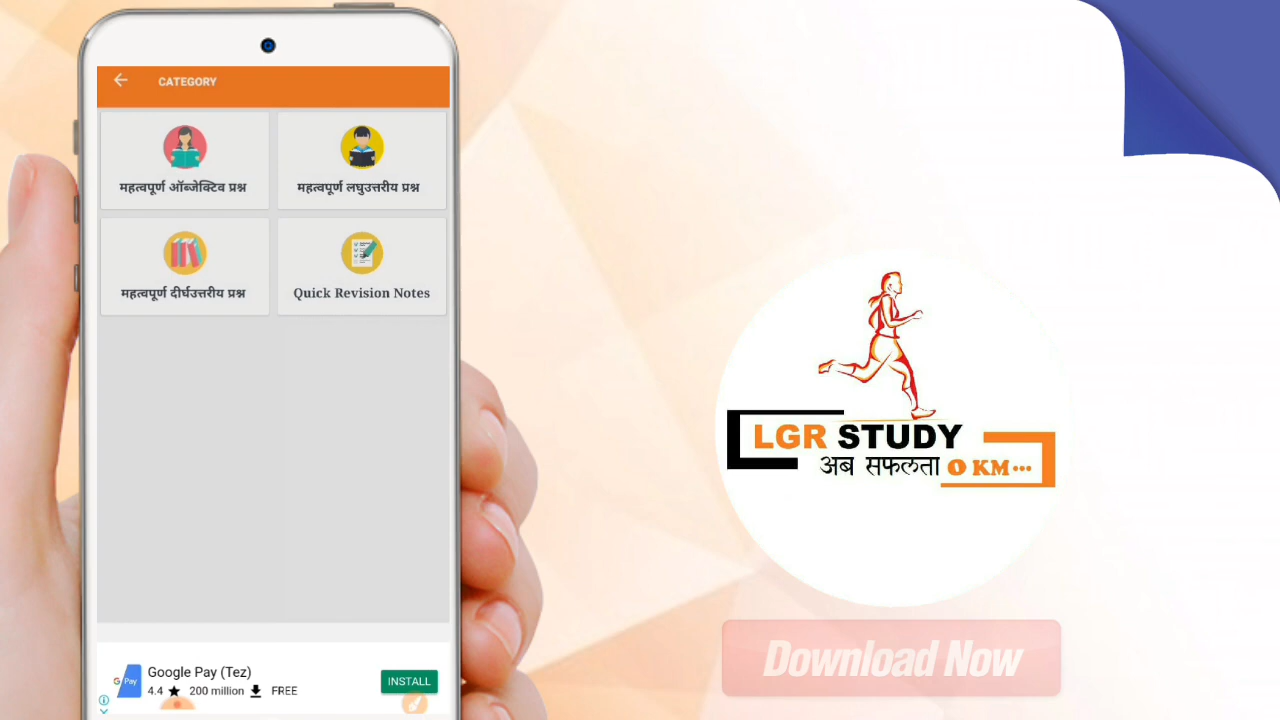 CATEGORY
महत्वपूर्ण ऑब्जेक्टिव प्रश्न
महत्वपूर्ण लघुउत्तरीय प्रश्न
महत्वपूर्ण दीर्घउत्तरीय प्रश्न
Quick Revision Notes
LGR STUDY
अब सफलता 0 KM...
Download Now
G Pay
Google Pay (Tez)
4.4 ★ 200 million FREE
INSTALL